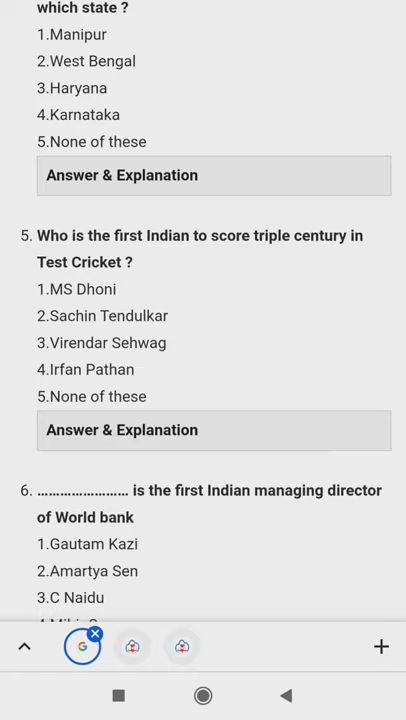 which state ?
1.Manipur
2.West Bengal
3.Haryana
4.Karnataka
5.None of these
Answer & Explanation
5. Who is the first Indian to score triple century in
Test Cricket ?
1.MS Dhoni
2.Sachin Tendulkar
3.Virendar Sehwag
4.Irfan Pathan
5.None of these
Answer & Explanation
6. ........................ is the first Indian managing director
of World bank
1.Gautam Kazi
2.Amartya Sen
3.C Naidu